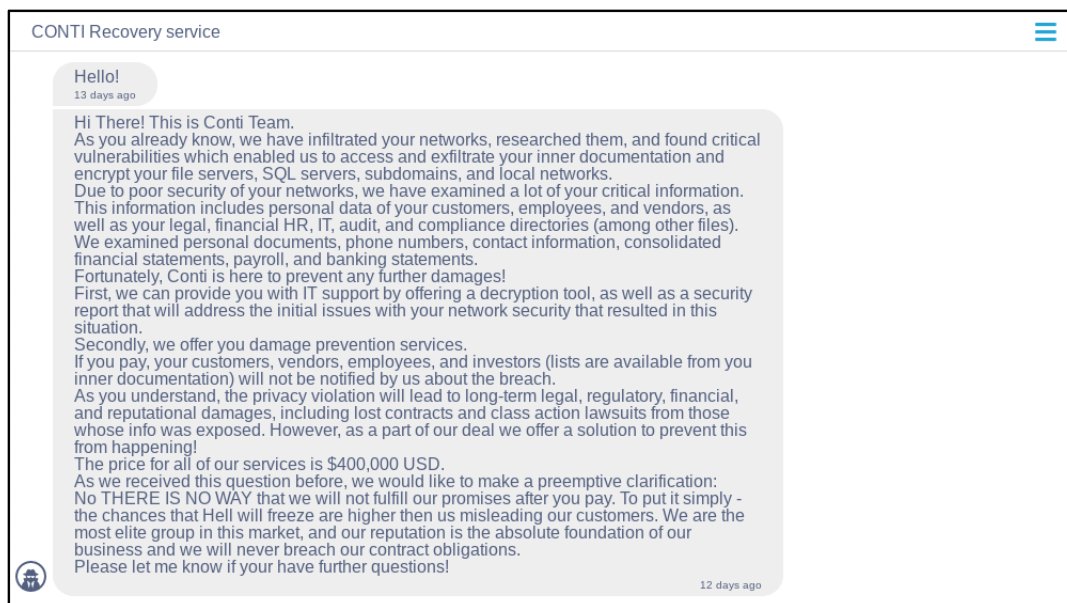 CONTI Recovery service
Hello!
13 days ago
Hi There! This is Conti Team.
As you already know, we have infiltrated your networks, researched them, and found critical
vulnerabilities which enabled us to access and exfiltrate your inner documentation and
encrypt your file servers, SQL servers, subdomains, and local networks.
Due to poor security of your networks, we have examined a lot of your critical information.
This information includes personal data of your customers, employees, and vendors, as
well as your legal, financial HR, IT, audit, and compliance directories (among other files).
We examined personal documents, phone numbers, contact information, consolidated
financial statements, payroll, and banking statements.
Fortunately, Conti is here to prevent any further damages!
First, we can provide you with IT support by offering a decryption tool, as well as a security
report that will address the initial issues with your network security that resulted in this
situation.
Secondly, we offer you damage prevention services.
If you pay, your customers, vendors, employees, and investors (lists are available from you
inner documentation) will not be notified by us about the breach.
As you understand, the privacy violation will lead to long-term legal, regulatory, financial,
and reputational damages, including lost contracts and class action lawsuits from those
whose info was exposed. However, as a part of our deal we offer a solution to prevent this
from happening!
The price for all of our services is $400,000 USD.
As we received this question before, we would like to make a preemptive clarification:
No THERE IS NO WAY that we will not fulfill our promises after you pay. To put it simply -
the chances that Hell will freeze are higher then us misleading our customers. We are the
most elite group in this market, and our reputation is the absolute foundation of our
business and we will never breach our contract obligations.
Please let me know if your have further questions!
12 days ago